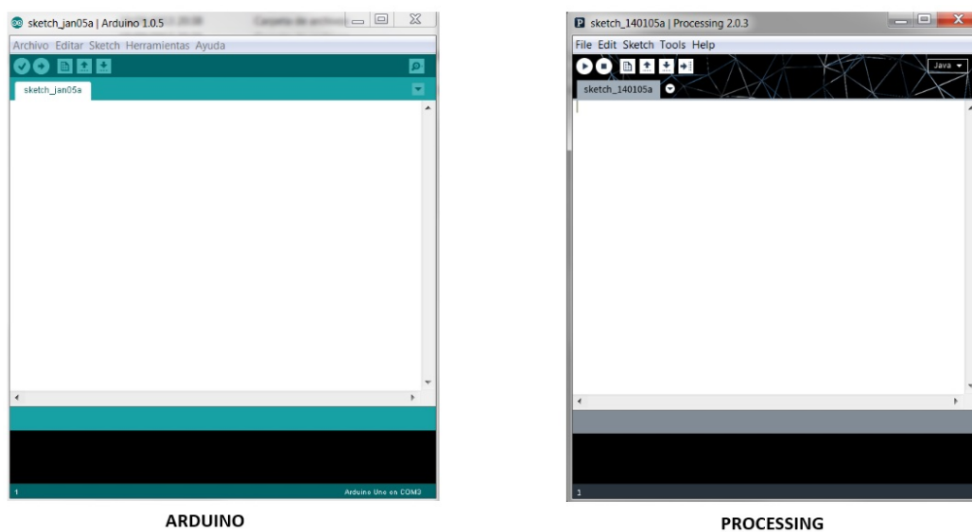 sketch_jan05a | Arduino 1.0.5
Archivo Editar Sketch Herramientas Ayuda
sketch_jan05a
1
Arduino Uno en COM3
ARDUINO
sketch_140105a | Processing 2.0.3
File Edit Sketch Tools Help
Java
sketch_140105a
1
PROCESSING